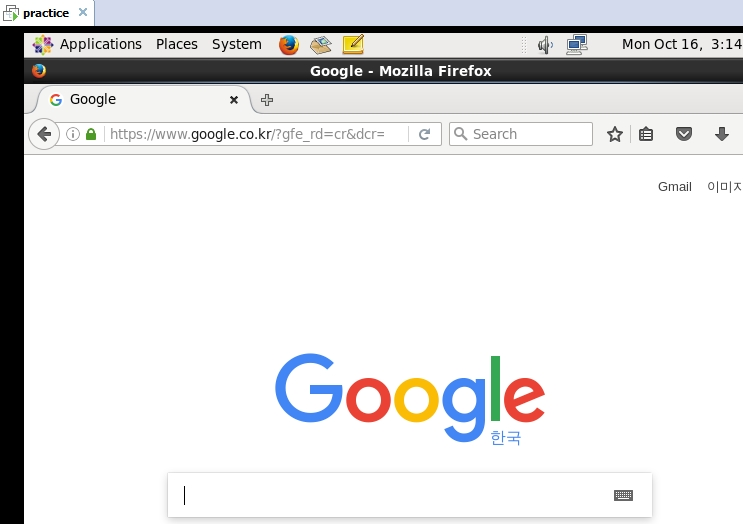 practice
Applications Places System Mon Oct 16, 3:14
Google - Mozilla Firefox
Google
https://www.google.co.kr/?gfe_rd=cr&dcr= Search
Gmail 이미지
Google
한국